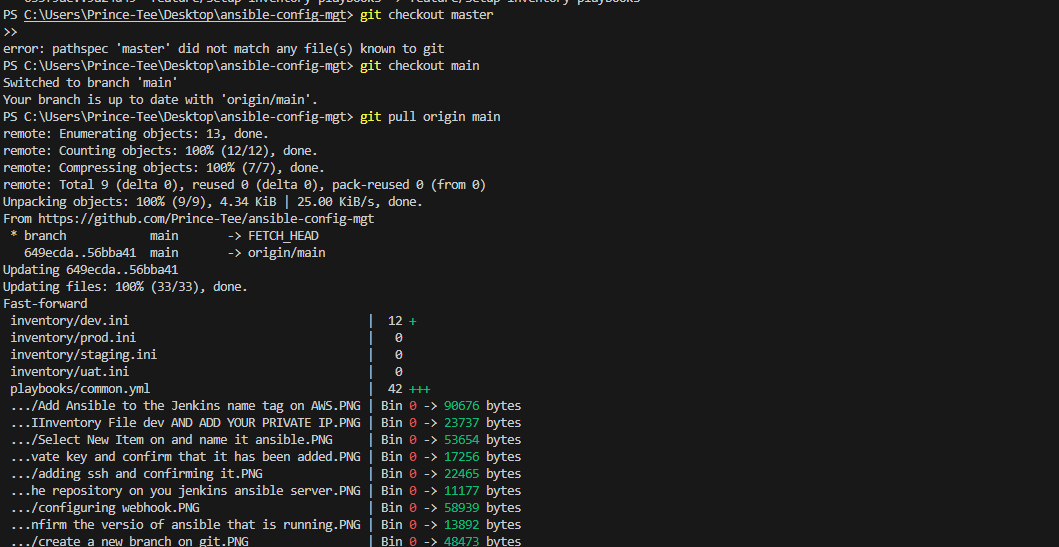 PS C:\Users\Prince-Tee\Desktop\ansible-config-mgt> git checkout master
>>
error: pathspec 'master' did not match any file(s) known to git
PS C:\Users\Prince-Tee\Desktop\ansible-config-mgt> git checkout main
Switched to branch 'main'
Your branch is up to date with 'origin/main'.
PS C:\Users\Prince-Tee\Desktop\ansible-config-mgt> git pull origin main
remote: Enumerating objects: 13, done.
remote: Counting objects: 100% (12/12), done.
remote: Compressing objects: 100% (7/7), done.
remote: Total 9 (delta 0), reused 0 (delta 0), pack-reused 0 (from 0)
Unpacking objects: 100% (9/9), 4.34 KiB | 25.00 KiB/s, done.
From https://github.com/Prince-Tee/ansible-config-mgt
 * branch            main       -> FETCH_HEAD
   649ecda..56bba41  main       -> origin/main
Updating 649ecda..56bba41
Updating files: 100% (33/33), done.
Fast-forward
 inventory/dev.ini                                  |  12 +
 inventory/prod.ini                                 |   0
 inventory/staging.ini                              |   0
 inventory/uat.ini                                  |   0
 playbooks/common.yml                               |  42 +++
 .../Add Ansible to the Jenkins name tag on AWS.PNG | Bin 0 -> 90676 bytes
 ...IInventory File dev AND ADD YOUR PRIVATE IP.PNG | Bin 0 -> 23737 bytes
 .../Select New Item on and name it ansible.PNG     | Bin 0 -> 53654 bytes
 ...vate key and confirm that it has been added.PNG | Bin 0 -> 17256 bytes
 .../adding ssh and confirming it.PNG               | Bin 0 -> 22465 bytes
 ...he repository on you jenkins ansible server.PNG | Bin 0 -> 11177 bytes
 .../configuring webhook.PNG                        | Bin 0 -> 58939 bytes
 ...nfirm the versio of ansible that is running.PNG | Bin 0 -> 13892 bytes
 .../create a new branch on git.PNG                 | Bin 0 -> 48473 bytes